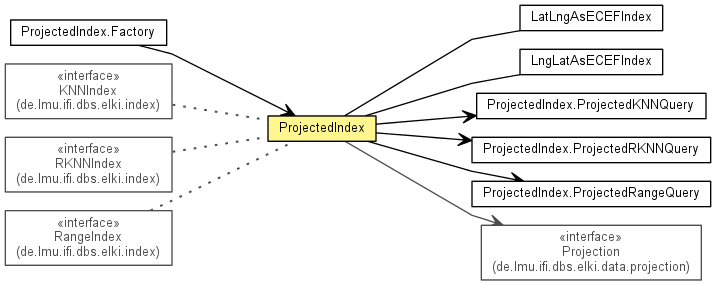 ProjectedIndex.Factory
«interface»
KNNIndex
(de.lmu.ifi.dbs.elki.index)
«interface»
RKNNIndex
(de.lmu.ifi.dbs.elki.index)
«interface»
RangeIndex
(de.lmu.ifi.dbs.elki.index)
ProjectedIndex
LatLngAsECEFIndex
LngLatAsECEFIndex
ProjectedIndex.ProjectedKNNQuery
ProjectedIndex.ProjectedRKNNQuery
ProjectedIndex.ProjectedRangeQuery
«interface»
Projection
(de.lmu.ifi.dbs.elki.data.projection)